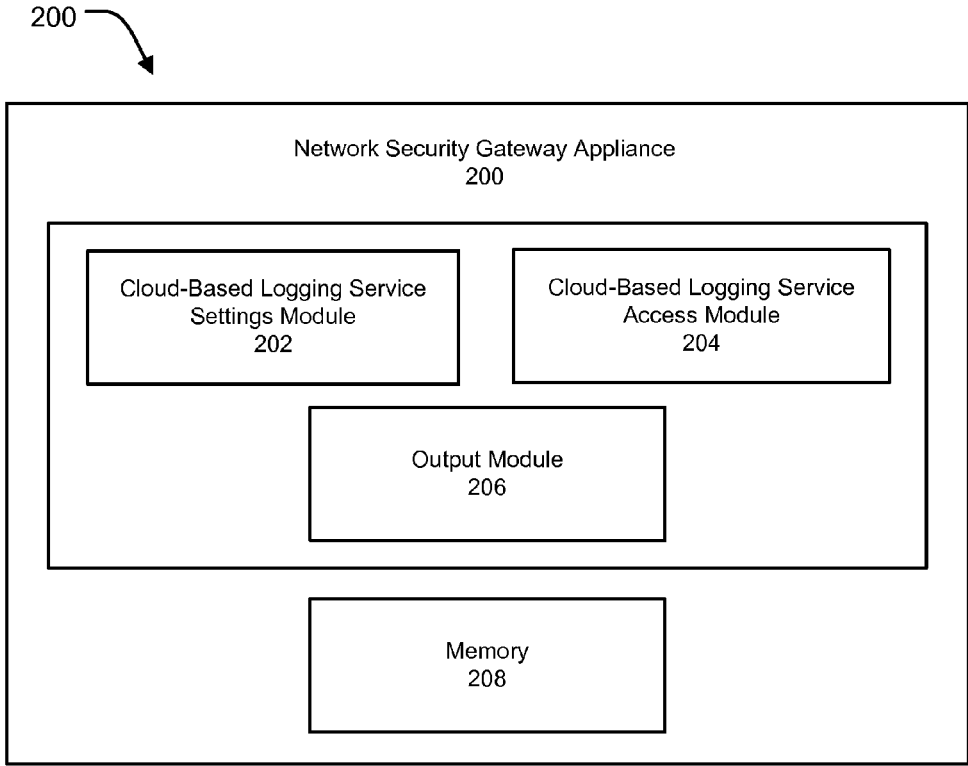 200
Network Security Gateway Appliance
200
Cloud-Based Logging Service
Settings Module
202
Cloud-Based Logging Service
Access Module
204
Output Module
206
Memory
208